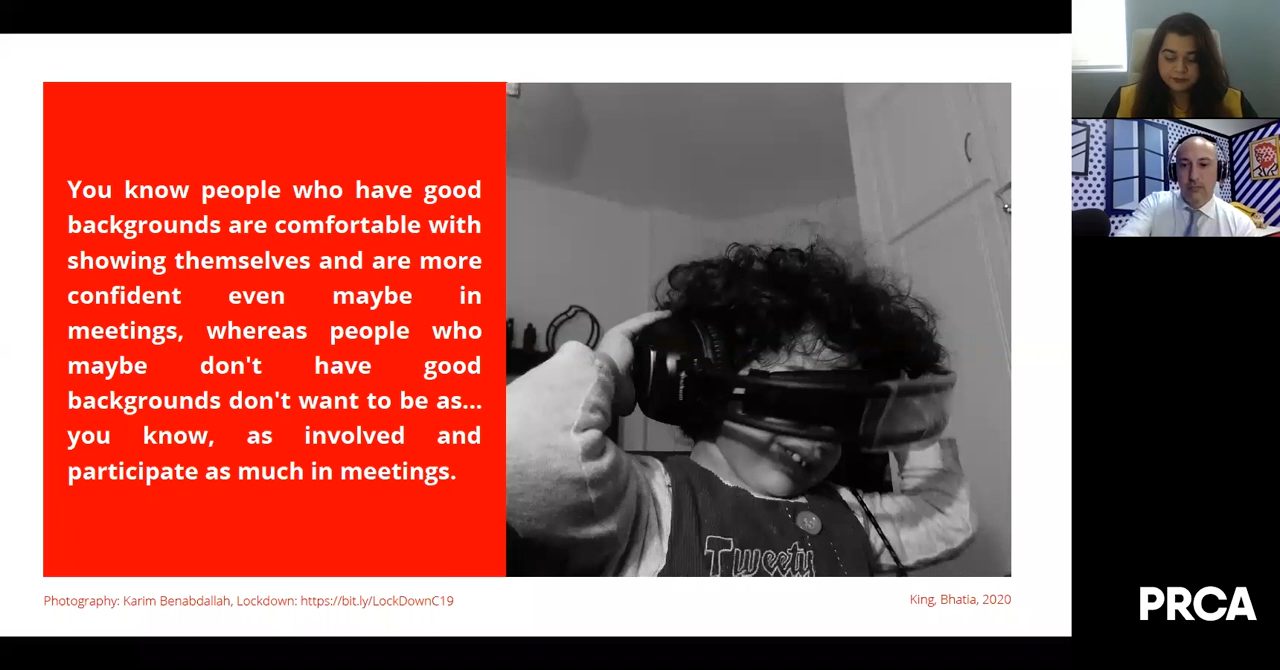 You know people who have good
backgrounds are comfortable with
showing themselves and are more
confident even maybe in
meetings, whereas people who
maybe don't have good
backgrounds don't want to be as...
you know, as involved and
participate as much in meetings.
Tweety
Photography: Karim Benabdallah, Lockdown: https://bit.ly/LockDownC19
King, Bhatia, 2020
PRCA